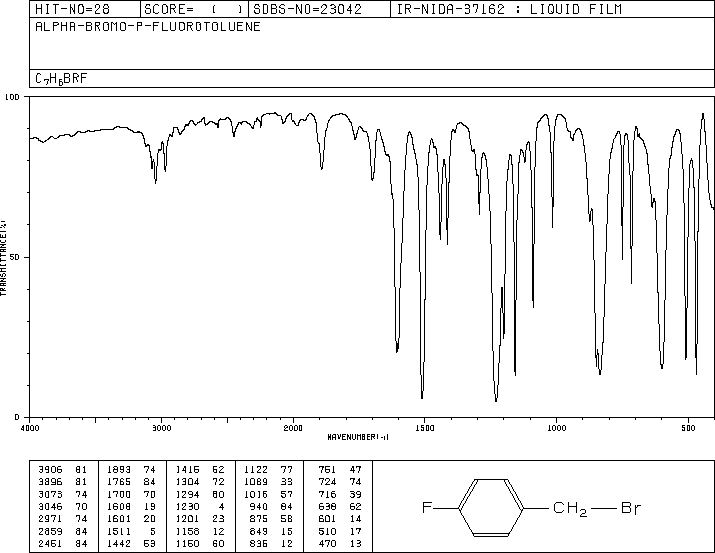 HIT-NO=28 SCORE= ( ) SDBS-NO=23042 IR-NIDA-37162 : LIQUID FILM
ALPHA-BROMO-P-FLUOROTOLUENE
C7H6BRF
100
50
0
TRANSMITTANCE(%)
4000 3000 2000 1500 1000 500
WAVENUMBER(-1)
3906 81 1893 74 1416 52 1122 77 751 47
3896 81 1765 84 1304 72 1089 33 724 74
3073 74 1700 70 1294 60 1016 57 716 39
3046 70 1608 19 1230 4 940 84 638 62
2971 74 1601 20 1201 23 875 58 601 14
2859 84 1511 5 1158 12 849 15 510 17
2461 84 1442 53 1150 60 836 12 470 13
F CH2 Br